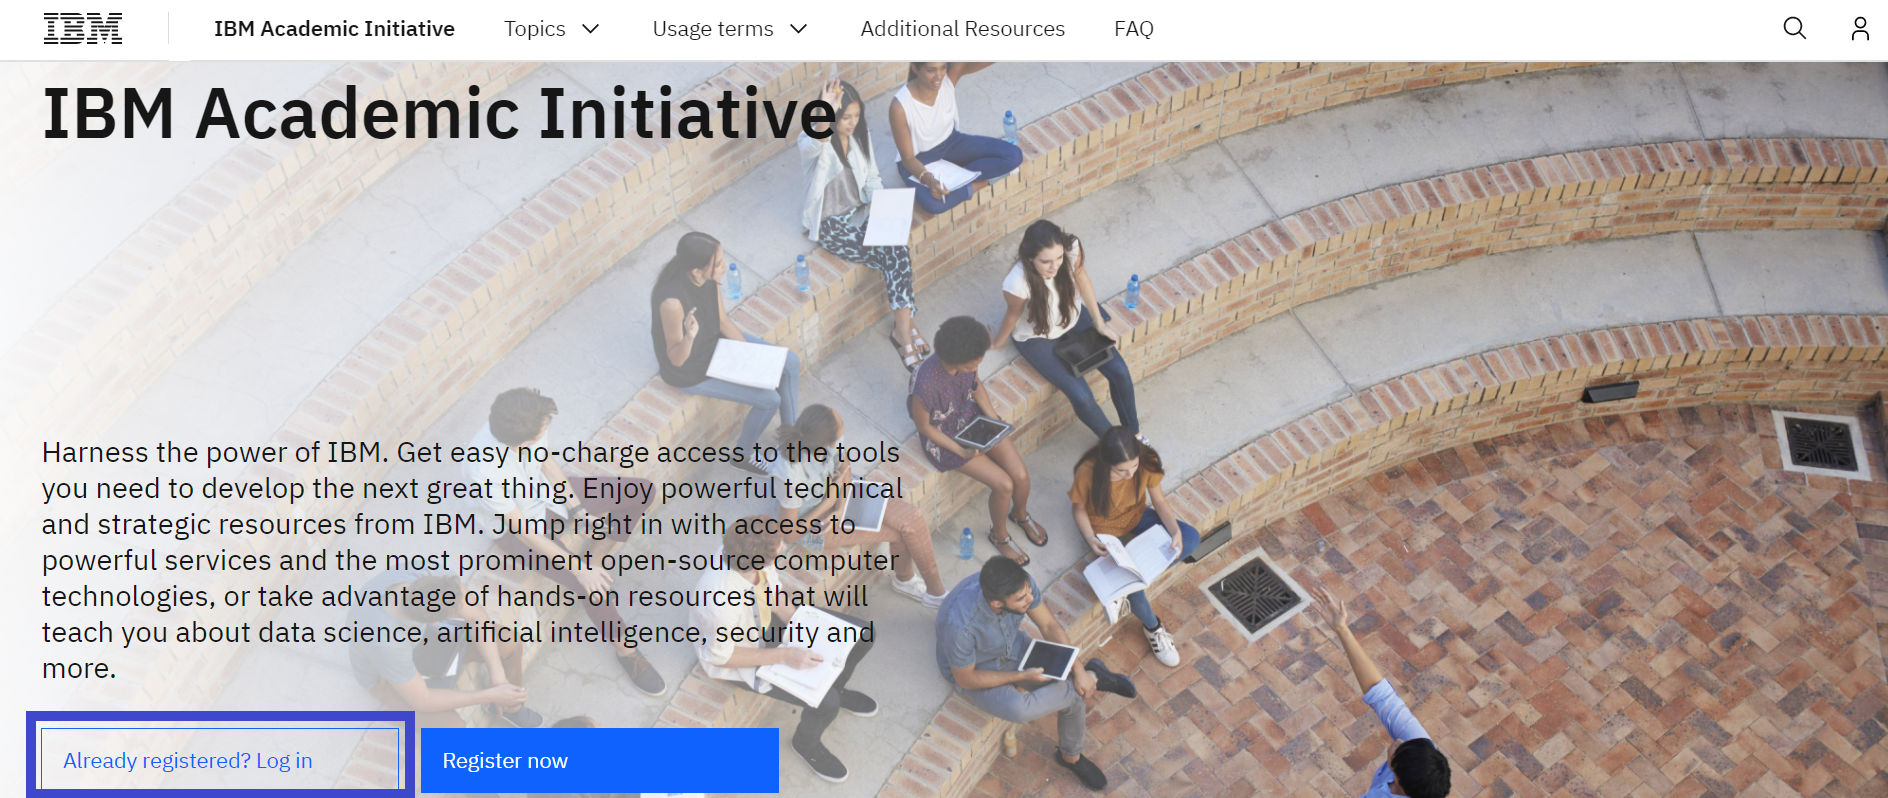 IBM IBM Academic Initiative Topics Usage terms Additional Resources FAQ
IBM Academic Initiative
Harness the power of IBM. Get easy no-charge access to the tools
you need to develop the next great thing. Enjoy powerful technical
and strategic resources from IBM. Jump right in with access to
powerful services and the most prominent open-source computer
technologies, or take advantage of hands-on resources that will
teach you about data science, artificial intelligence, security and
more.
Already registered? Log in Register now